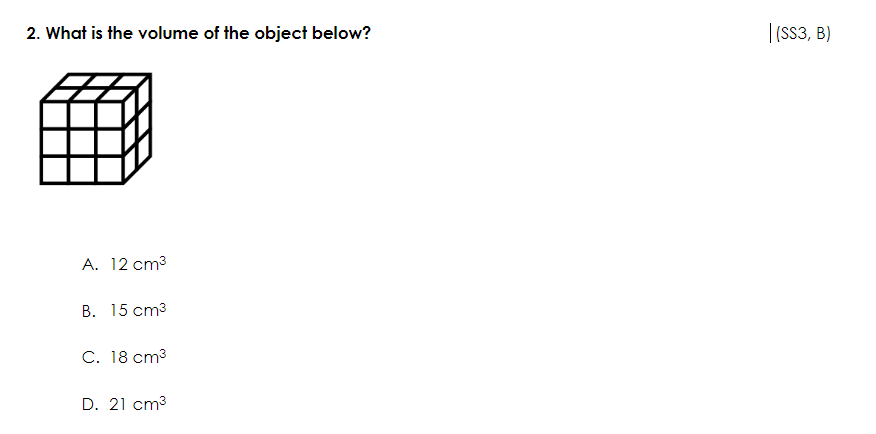 2. What is the volume of the object below? (SS3, B)
A. 12 cm³
B. 15 cm³
C. 18 cm³
D. 21 cm³